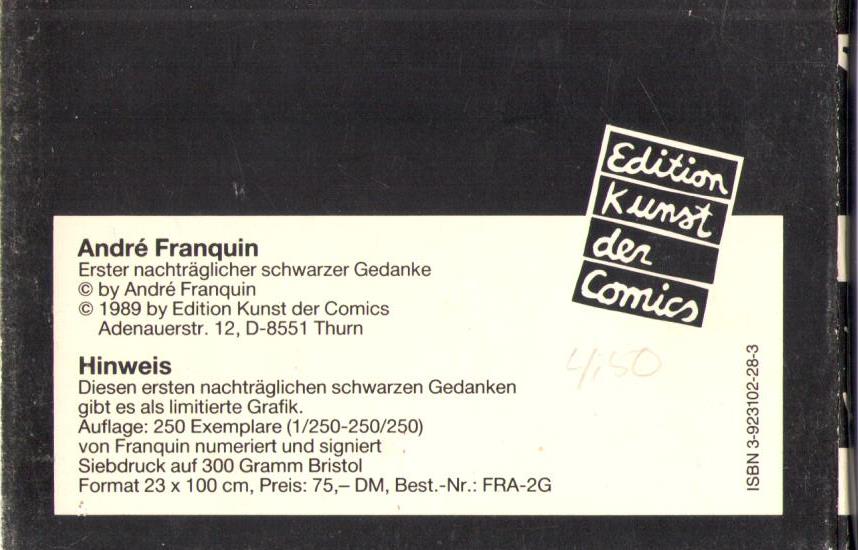 Edition
Kunst
der
Comics
André Franquin
Erster nachträglicher schwarzer Gedanke
© by André Franquin
© 1989 by Edition Kunst der Comics
Adenauerstr. 12, D-8551 Thurn
Hinweis
Diesen ersten nachträglichen schwarzen Gedanken
gibt es als limitierte Grafik.
Auflage: 250 Exemplare (1/250-250/250)
von Franquin numeriert und signiert
Siebdruck auf 300 Gramm Bristol
Format 23 x 100 cm, Preis: 75,– DM, Best.-Nr.: FRA-2G
4,50
ISBN 3-923102-28-3